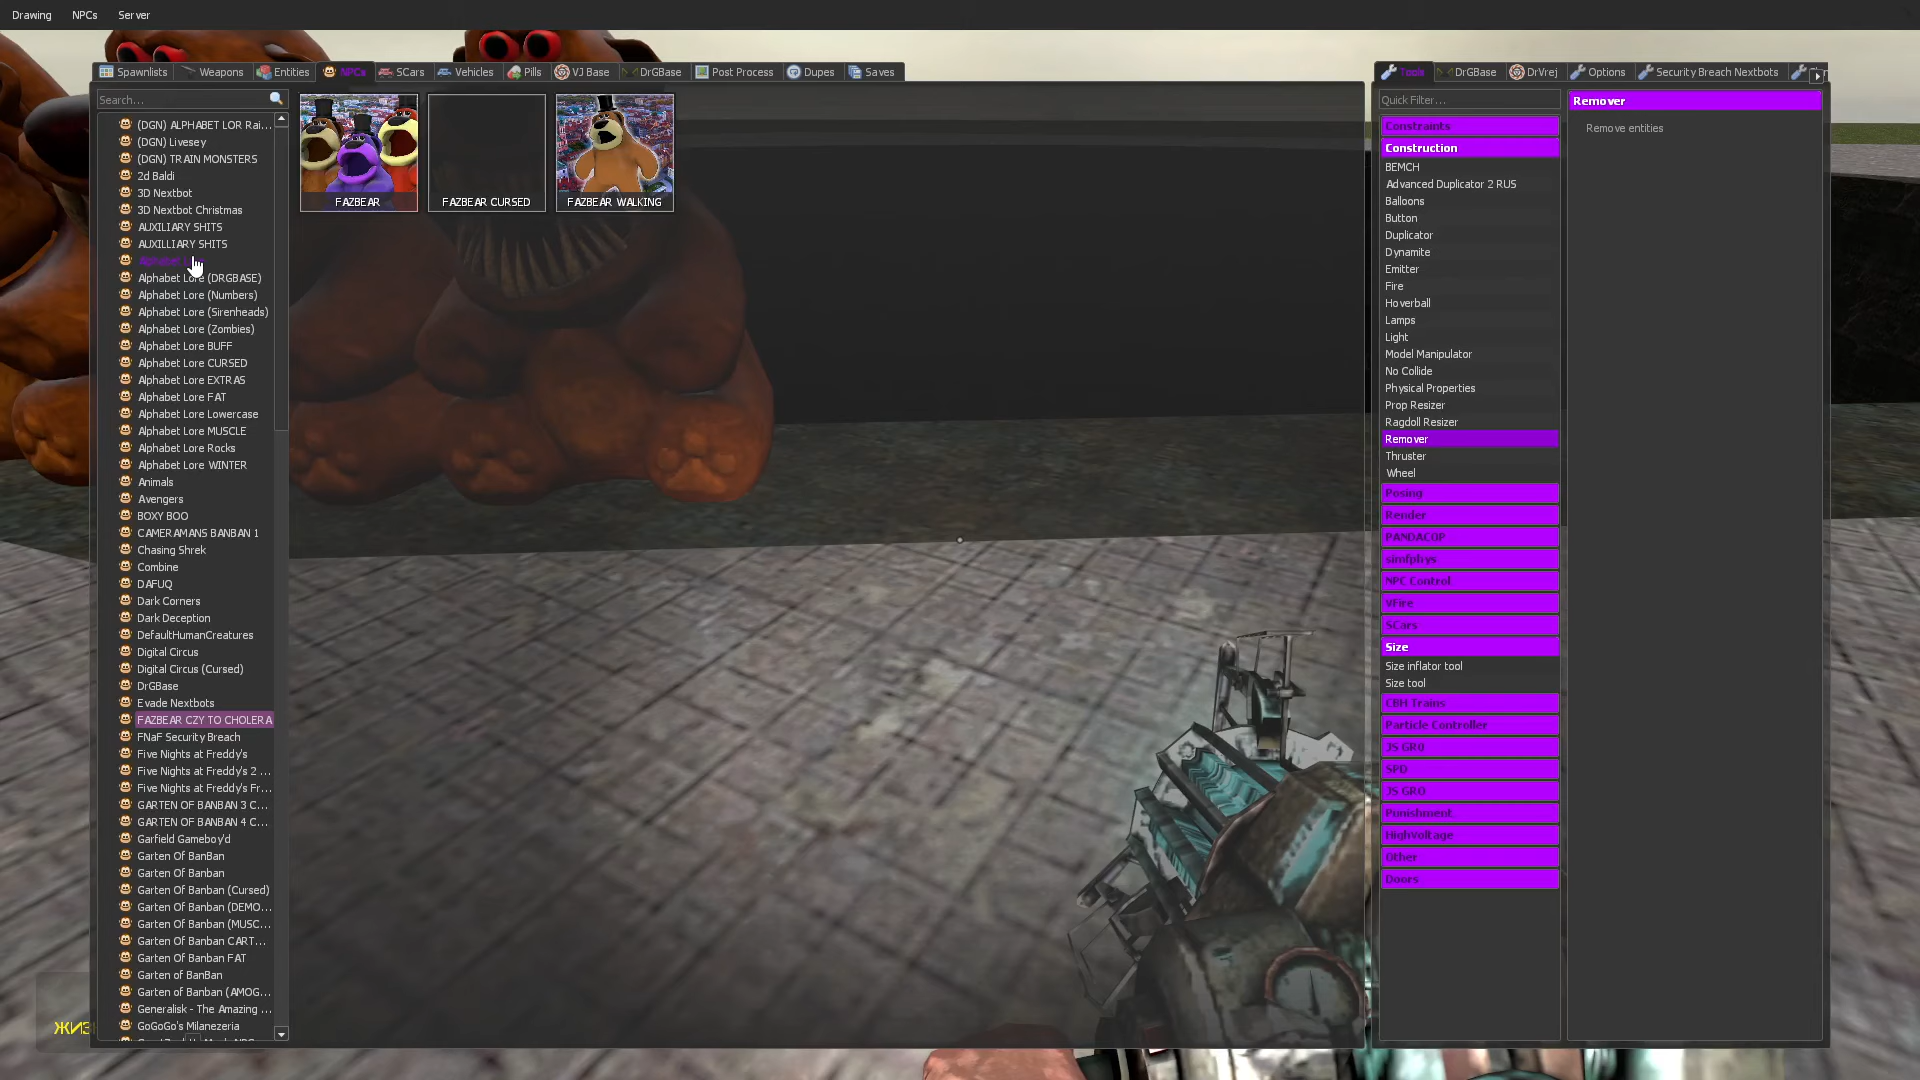 Drawing NPCs Server
Spawnlists Weapons Entities NPCs SCars Vehicles Pills VJ Base DrGBase Post Process Dupes Saves
Tools DrGBase DrVrej Options Security Breach Nextbots
Search...
(DGN) ALPHABET LOR Rai...
(DGN) Livesey
(DGN) TRAIN MONSTERS
2d Baldi
3D Nextbot
3D Nextbot Christmas
AUXILIARY SHITS
AUXILLIARY SHITS
Alphabet
Alphabet Lore (DRGBASE)
Alphabet Lore (Numbers)
Alphabet Lore (Sirenheads)
Alphabet Lore (Zombies)
Alphabet Lore BUFF
Alphabet Lore CURSED
Alphabet Lore EXTRAS
Alphabet Lore FAT
Alphabet Lore Lowercase
Alphabet Lore MUSCLE
Alphabet Lore Rocks
Alphabet Lore WINTER
Animals
Avengers
BOXY BOO
CAMERAMANS BANBAN 1
Chasing Shrek
Combine
DAFUQ
Dark Corners
Dark Deception
DefaultHumanCreatures
Digital Circus
Digital Circus (Cursed)
DrGBase
Evade Nextbots
FAZBEAR CZY TO CHOLERA
FNaF Security Breach
Five Nights at Freddy's
Five Nights at Freddy's 2 ...
Five Nights at Freddy's Fr...
GARTEN OF BANBAN 3 C...
GARTEN OF BANBAN 4 C...
Garfield Gameboy'd
Garten Of BanBan
Garten Of Banban
Garten Of Banban (Cursed)
Garten Of Banban (DEMO...
Garten Of Banban (MUSC...
Garten Of Banban CART...
Garten Of Banban FAT
Garten of BanBan
Garten of Banban (AMOG...
Generalisk - The Amazing ...
GoGoGo's Milanezeria
FAZBEAR
FAZBEAR CURSED
FAZBEAR WALKING
Quick Filter...
Constraints
Construction
BEMCH
Advanced Duplicator 2 RUS
Balloons
Button
Duplicator
Dynamite
Emitter
Fire
Hoverball
Lamps
Light
Model Manipulator
No Collide
Physical Properties
Prop Resizer
Ragdoll Resizer
Remover
Thruster
Wheel
Posing
Render
PANDACOP
simfphys
NPC Control
VFire
SCars
Size
Size inflator tool
Size tool
CBH Trains
Particle Controller
JS GRO
SPD
JS GRO
Punishment
HighVoltage
Other
Doors
Remover
Remove entities
ЖИЗ